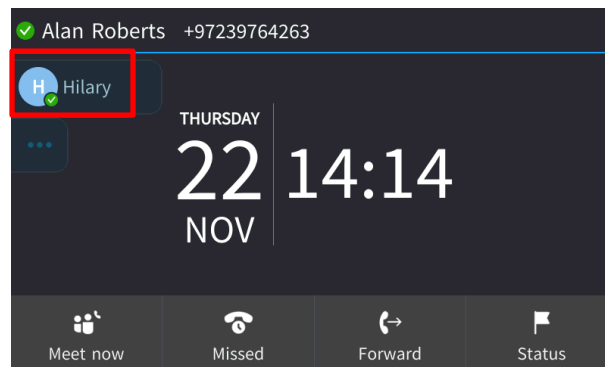 Alan Roberts +97239764263
H Hilary
THURSDAY
22
NOV
14:14
Meet now
Missed
Forward
Status